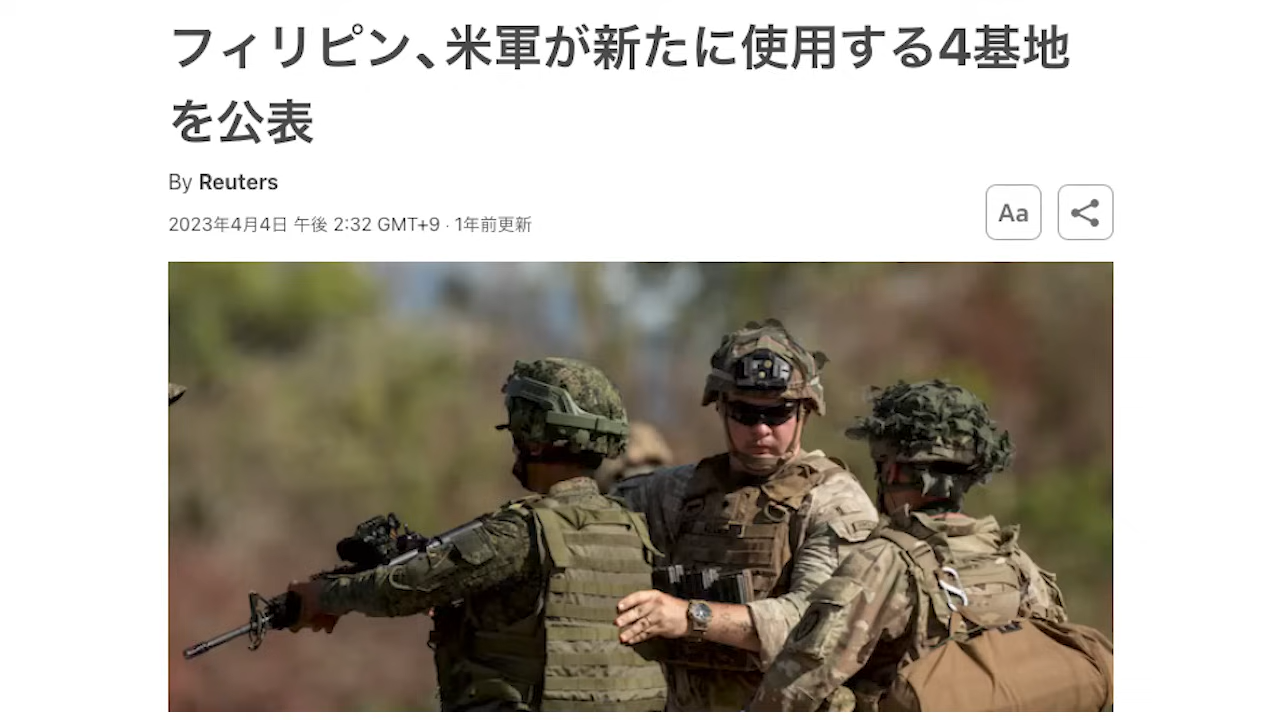 フィリピン、米軍が新たに使用する4基地
を公表
By Reuters
2023年4月4日 午後 2:32 GMT+9 · 1年前更新
Aa